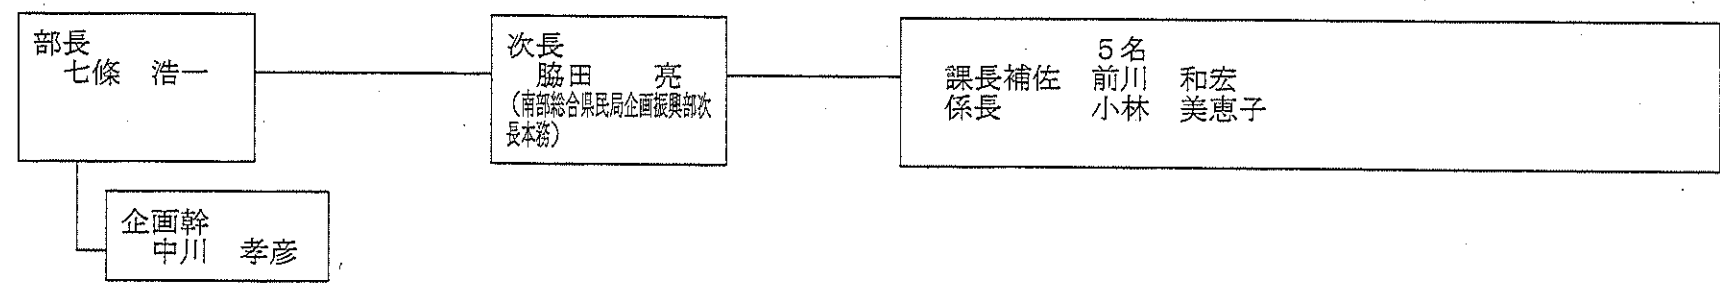 部長
七條 浩一
次長
脇田 亮
(南部総合県民局企画振興部次
長本務)
5名
課長補佐 前川 和宏
係長 小林 美恵子
企画幹
中川 孝彦